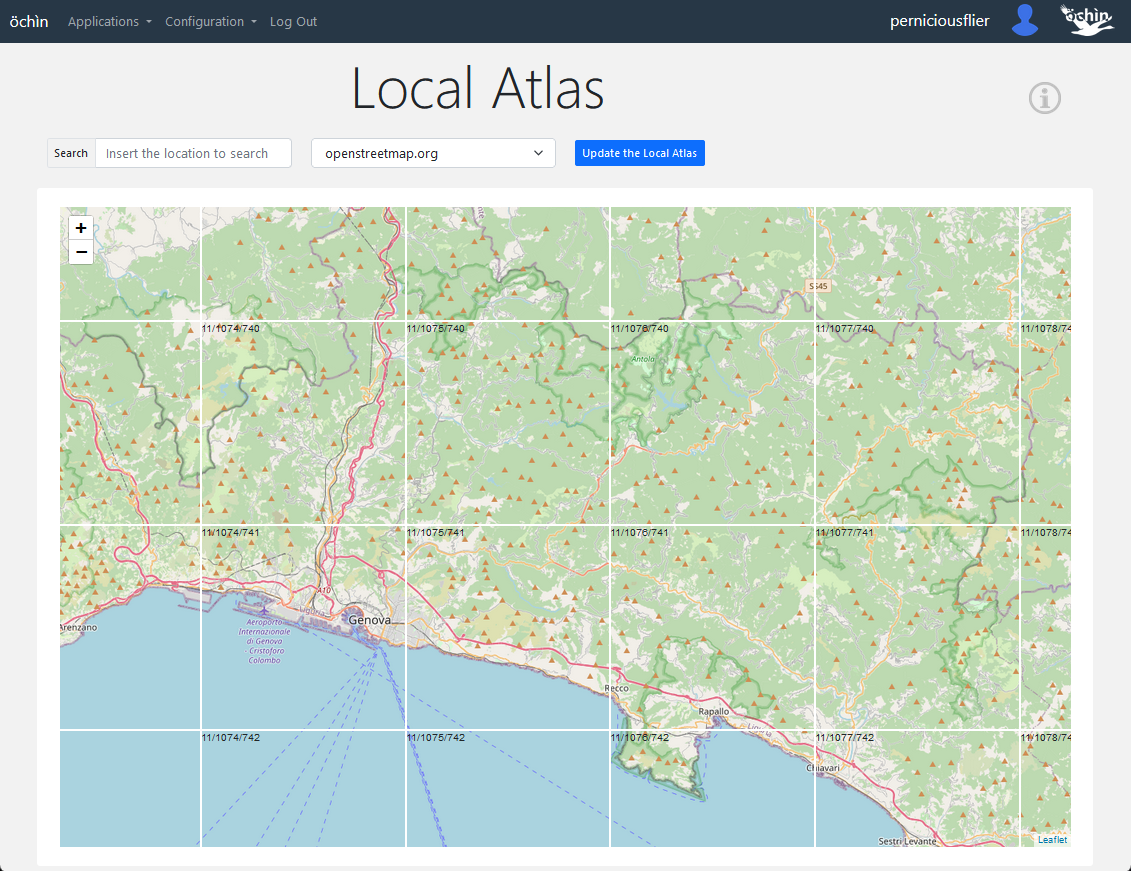 öchìn Applications Configuration Log Out perniciousflier öchìn
Local Atlas
Search Insert the location to search openstreetmap.org Update the Local Atlas
+
−
11/1074/740 11/1075/740 11/1076/740 11/1077/740 11/1078/74
Antola
11/1074/741 11/1075/741 11/1076/741 11/1077/741 11/1078/74
A10
Liguria
Genova
Arenzano
Aeroporto
Internazionale
di Genova
- Cristoforo
Colombo
Recco
Rapallo
11/1074/742 11/1075/742 11/1076/742 11/1077/742 11/1078/74
Chiavari
Sestri Levante
Leaflet